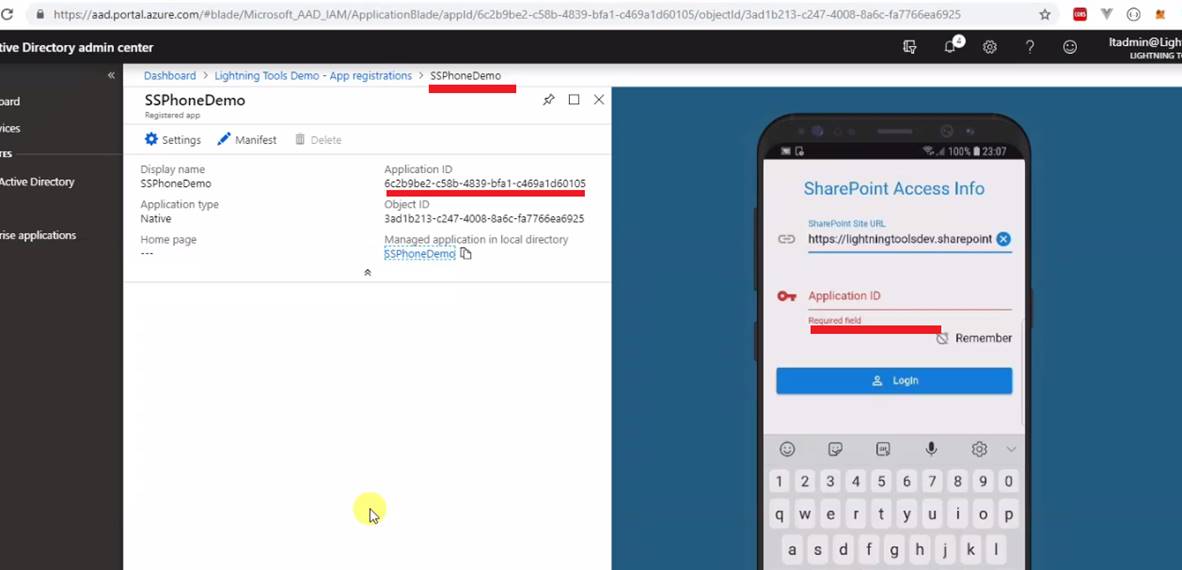 https://aad.portal.azure.com/#blade/Microsoft_AAD_IAM/ApplicationBlade/appId/6c2b9be2-c58b-4839-bfa1-c469a1d60105/objectId/3ad1b213-c247-4008-8a6c-fa7766ea6925
tive Directory admin center
4
ltadmin@Light
LIGHTNING TO
Dashboard > Lightning Tools Demo - App registrations > SSPhoneDemo
oard
vices
TES
Active Directory
rise applications
SSPhoneDemo
Registered app
Settings Manifest Delete
Display name
SSPhoneDemo
Application ID
6c2b9be2-c58b-4839-bfa1-c469a1d60105
Application type
Native
Object ID
3ad1b213-c247-4008-8a6c-fa7766ea6925
Home page
---
Managed application in local directory
SSPhoneDemo
100% 23:07
SharePoint Access Info
SharePoint Site URL
https://lightningtoolsdev.sharepoint
Application ID
Required field
Remember
Login
1 2 3 4 5 6 7 8 9 0
q w e r t y u i o p
a s d f g h j k l